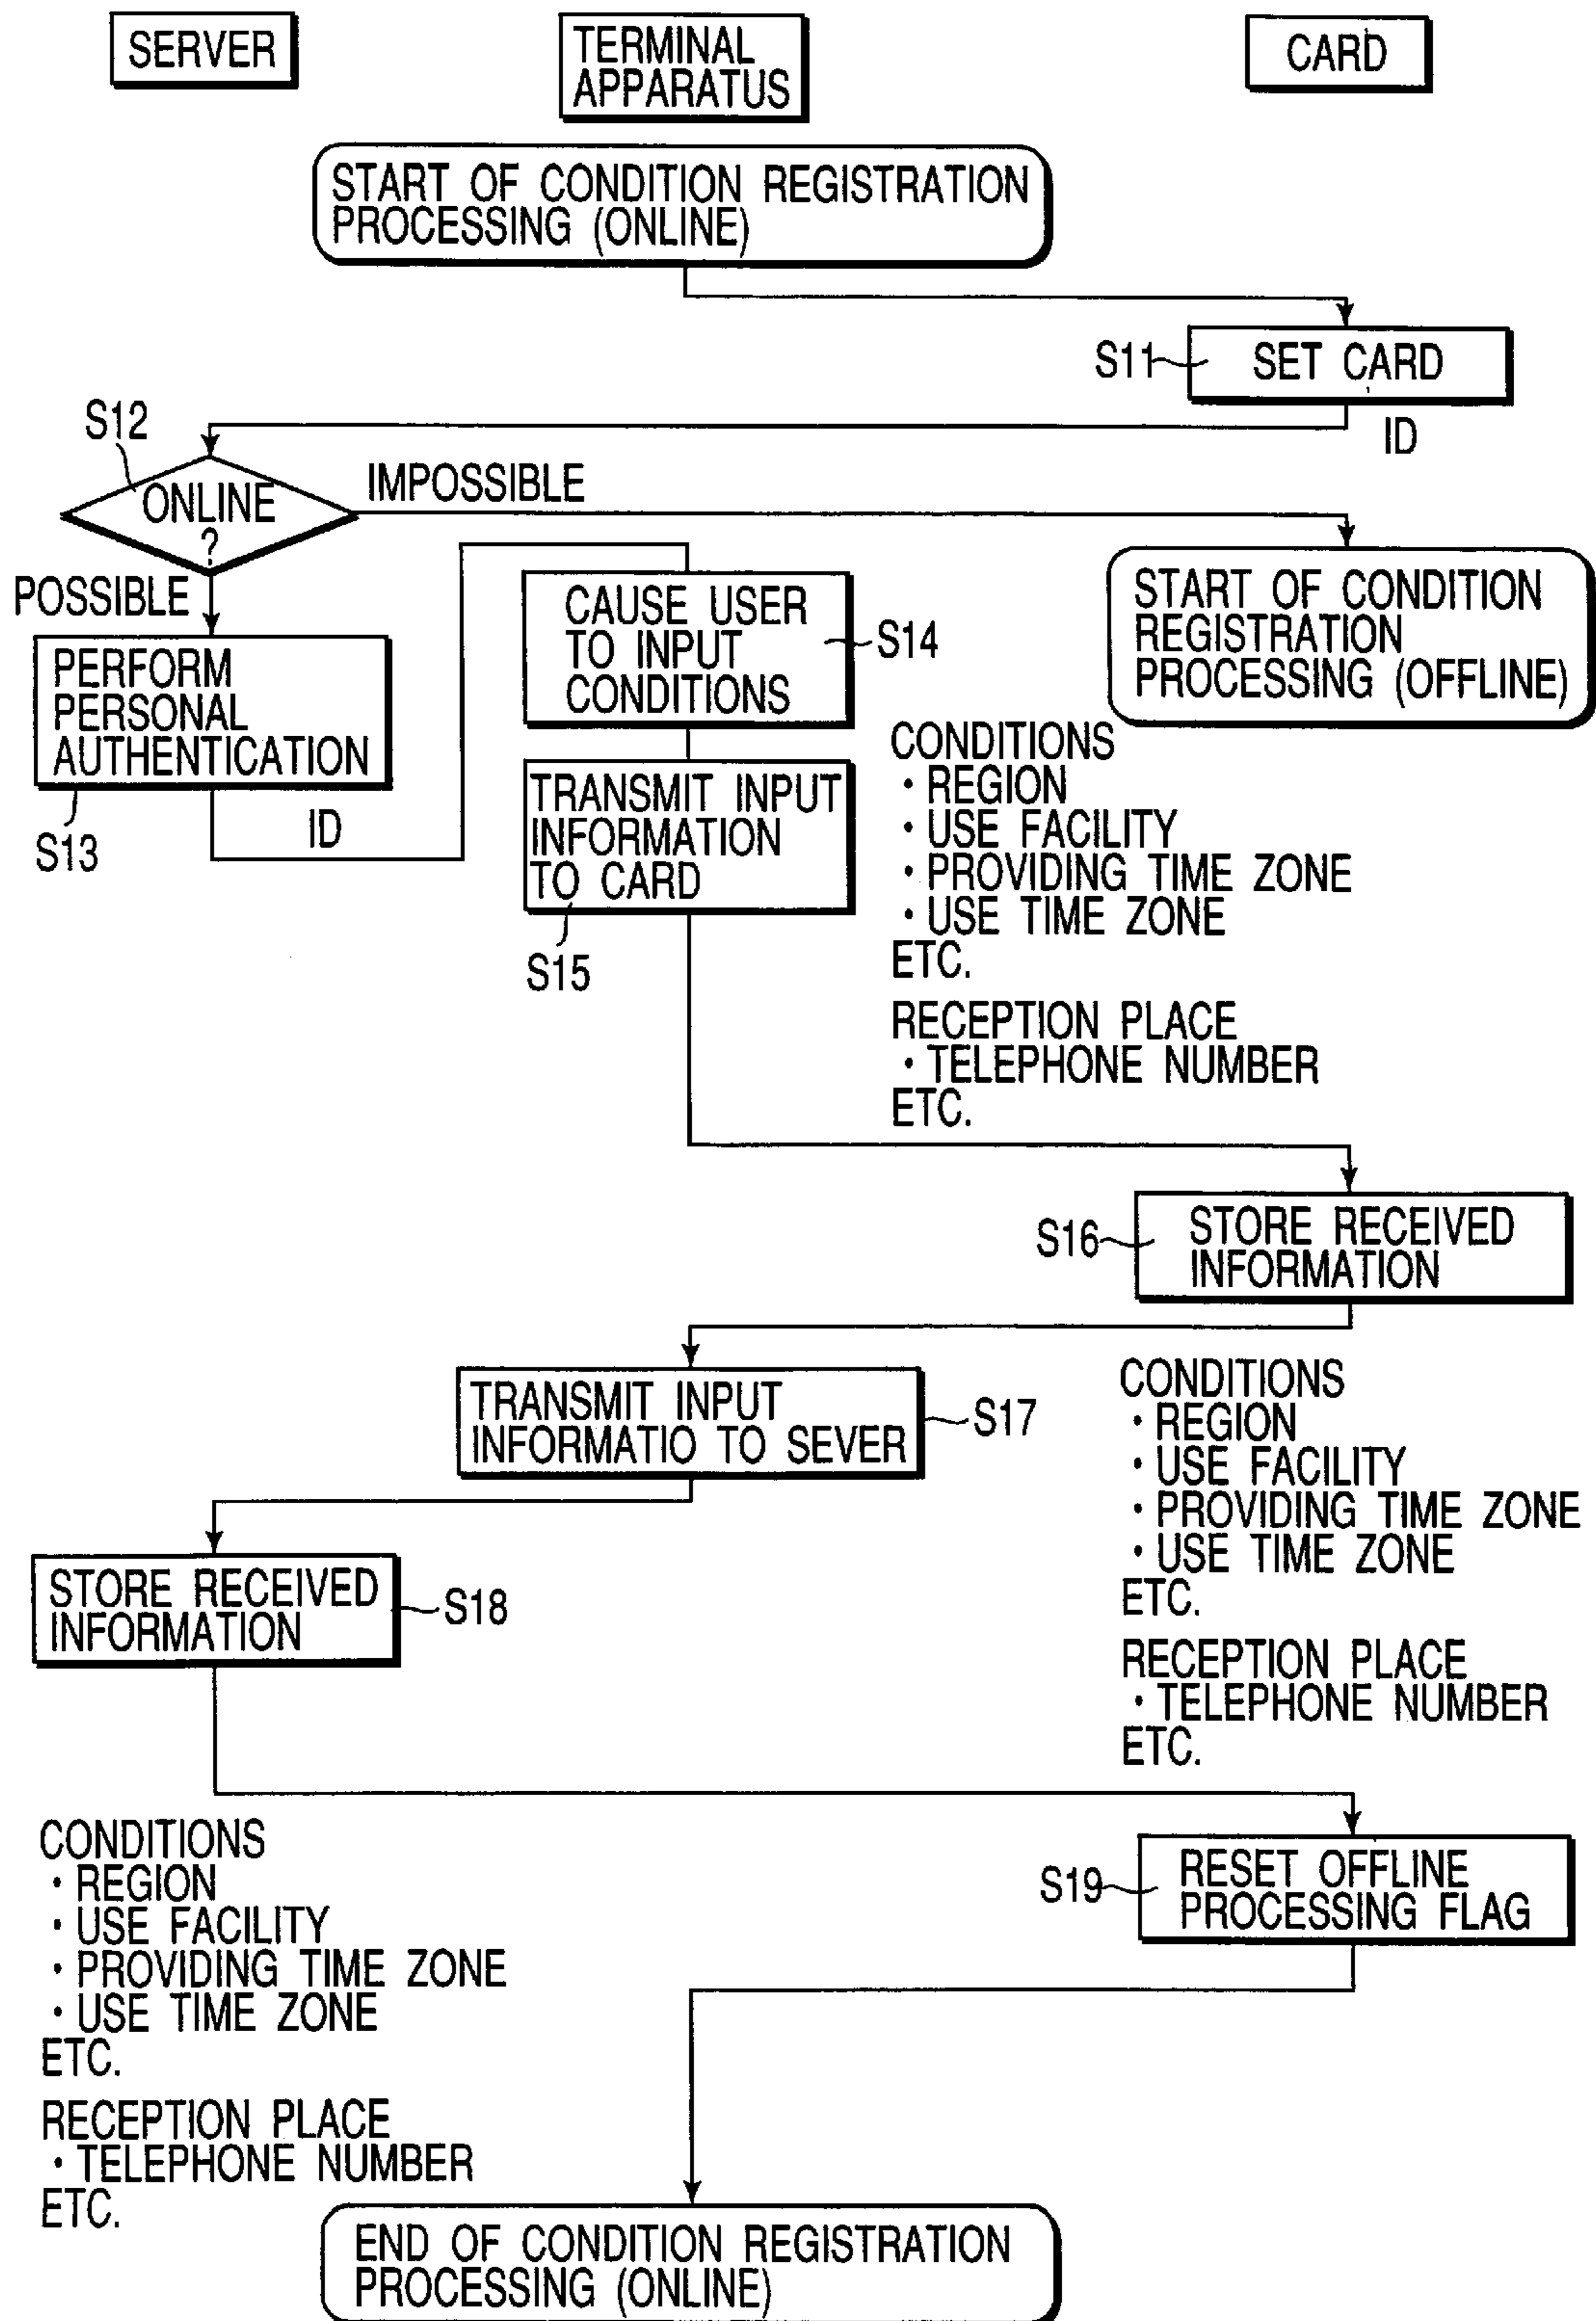 SERVER
TERMINAL
APPARATUS
CARD
START OF CONDITION REGISTRATION
PROCESSING (ONLINE)
S11
SET CARD
ID
S12
ONLINE
?
IMPOSSIBLE
POSSIBLE
START OF CONDITION
REGISTRATION
PROCESSING (OFFLINE)
PERFORM
PERSONAL
AUTHENTICATION
S13
ID
CAUSE USER
TO INPUT
CONDITIONS
S14
TRANSMIT INPUT
INFORMATION
TO CARD
S15
CONDITIONS
· REGION
· USE FACILITY
· PROVIDING TIME ZONE
· USE TIME ZONE
ETC.
RECEPTION PLACE
· TELEPHONE NUMBER
ETC.
S16
STORE RECEIVED
INFORMATION
TRANSMIT INPUT
INFORMATIO TO SEVER
S17
CONDITIONS
· REGION
· USE FACILITY
· PROVIDING TIME ZONE
· USE TIME ZONE
ETC.
RECEPTION PLACE
· TELEPHONE NUMBER
ETC.
STORE RECEIVED
INFORMATION
S18
CONDITIONS
· REGION
· USE FACILITY
· PROVIDING TIME ZONE
· USE TIME ZONE
ETC.
RECEPTION PLACE
· TELEPHONE NUMBER
ETC.
S19
RESET OFFLINE
PROCESSING FLAG
END OF CONDITION REGISTRATION
PROCESSING (ONLINE)